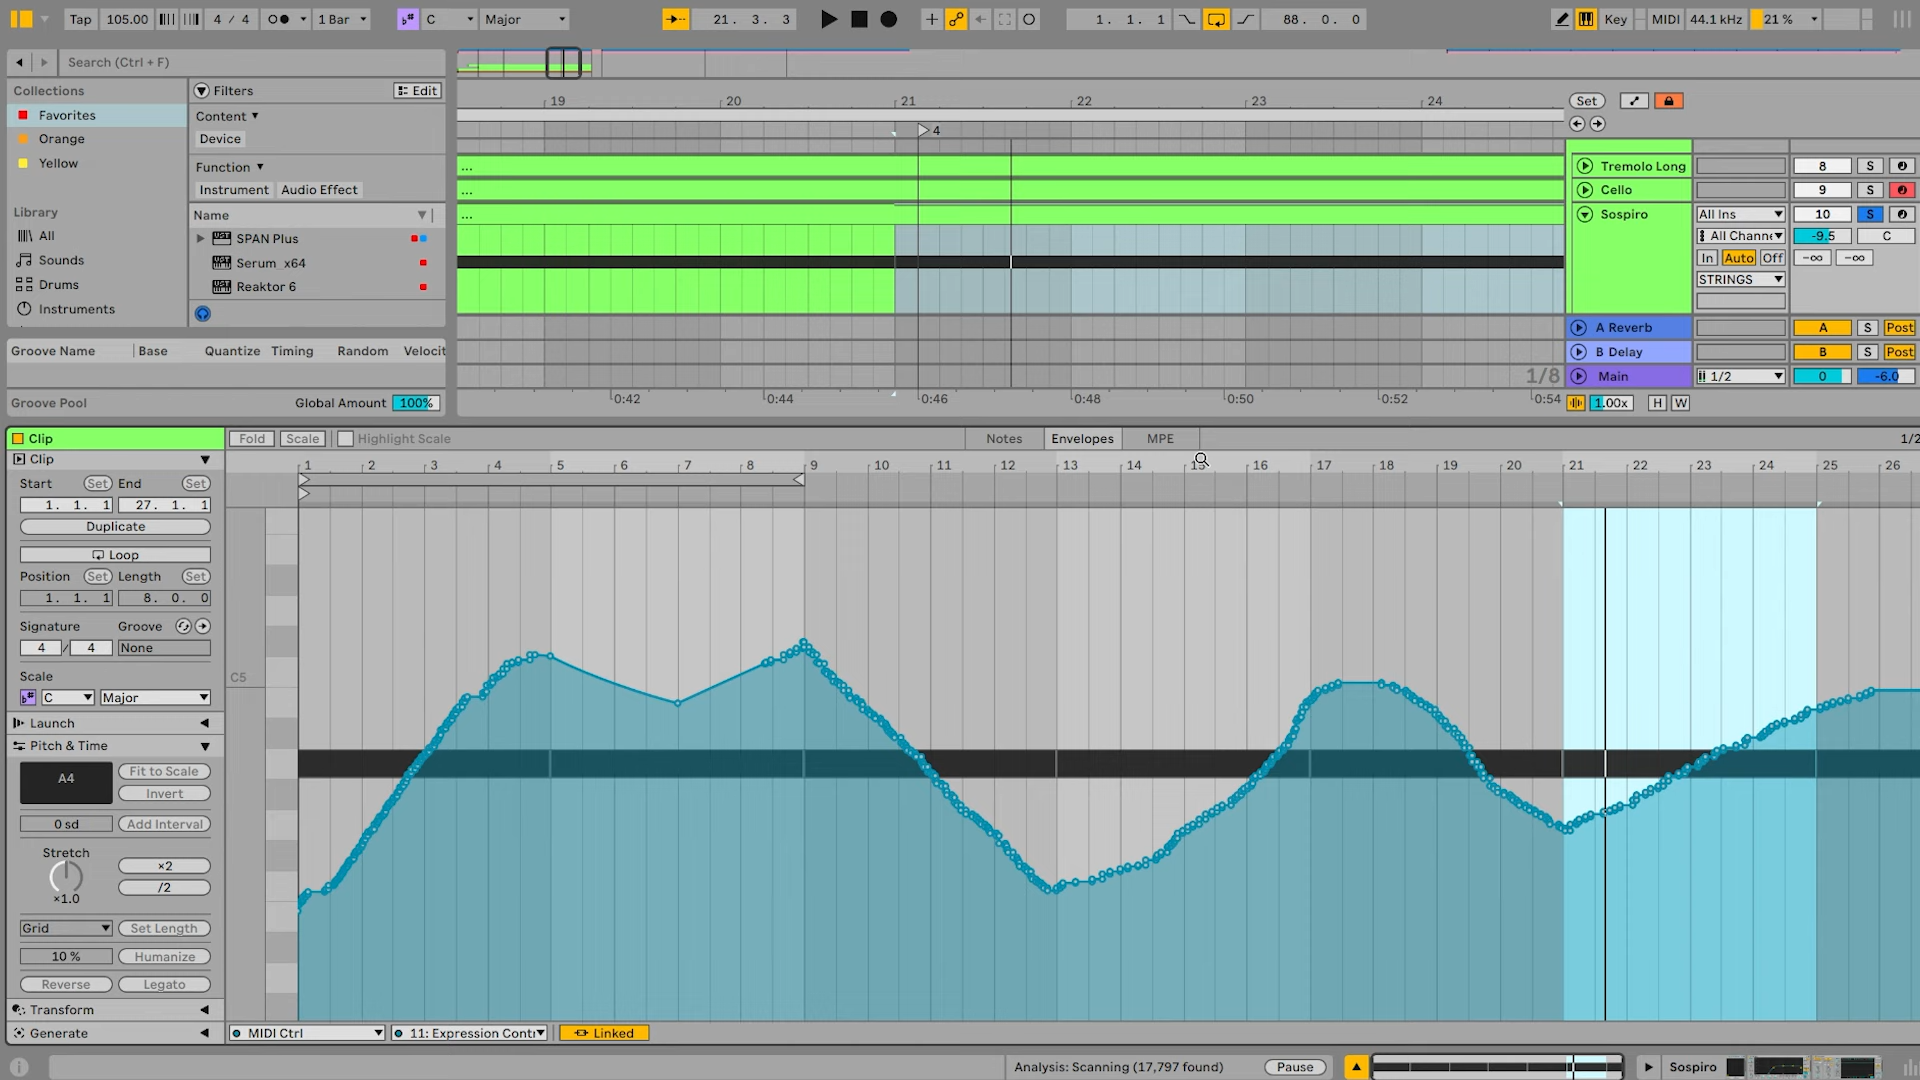 Tap 105.00 4 / 4 1 Bar C Major 21. 3. 3 1. 1. 1 88. 0. 0 Key MIDI 44.1 kHz 21 %
Search (Ctrl + F)
Collections
Favorites
Orange
Yellow
Library
All
Sounds
Drums
Instruments
Filters Edit
Content
Device
Function
Instrument Audio Effect
Name
SPAN Plus
Serum_x64
Reaktor 6
Groove Name Base Quantize Timing Random Velocit
Groove Pool Global Amount 100%
19 20 21 22 23 24
4
...
...
...
1/8
0:42 0:44 0:46 0:48 0:50 0:52 0:54
Set
Tremolo Long 8 S
Cello 9 S
Sospiro All Ins 10 S
All Channe -9.5 C
In Auto Off -∞ -∞
STRINGS
A Reverb A S Post
B Delay B S Post
Main 1/2 0 -6.0
1.00x H W
Clip
Clip
Start Set End Set
1. 1. 1 27. 1. 1
Duplicate
Loop
Position Set Length Set
1. 1. 1 8. 0. 0
Signature Groove
4 / 4 None
Scale
C Major
Launch
Pitch & Time
A4 Fit to Scale
Invert
0 sd Add Interval
Stretch
×2
/2
×1.0
Grid Set Length
10 % Humanize
Reverse Legato
Transform
Generate
Fold Scale Highlight Scale Notes Envelopes MPE 1/2
1 2 3 4 5 6 7 8 9 10 11 12 13 14 15 16 17 18 19 20 21 22 23 24 25 26
C5
MIDI Ctrl 11: Expression Contr Linked
Analysis: Scanning (17,797 found) Pause Sospiro